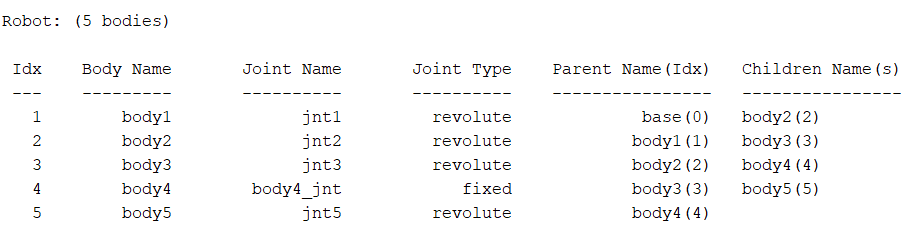 Robot: (5 bodies)
Idx Body Name Joint Name Joint Type Parent Name(Idx) Children Name(s)
--- --------- ---------- ---------- ---------------- ----------------
1 body1 jnt1 revolute base(0) body2(2)
2 body2 jnt2 revolute body1(1) body3(3)
3 body3 jnt3 revolute body2(2) body4(4)
4 body4 body4_jnt fixed body3(3) body5(5)
5 body5 jnt5 revolute body4(4)